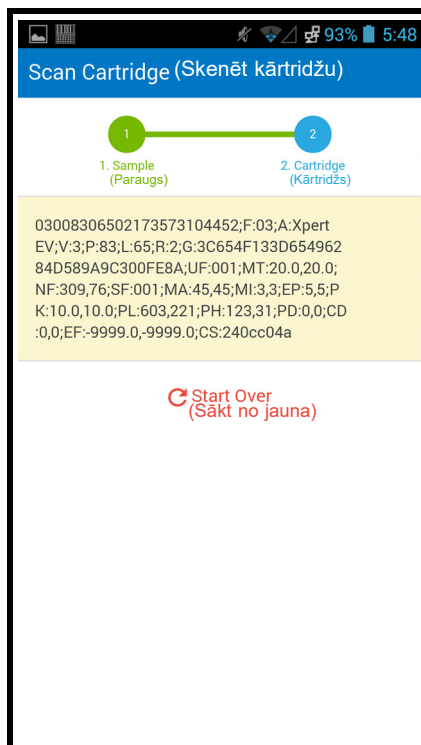 93% 5:48
Scan Cartridge (Skenēt kārtridžu)
1 2
1. Sample 2. Cartridge
(Paraugs) (Kārtridžs)
03008306502173573104452;F:03;A:Xpert
EV;V:3;P:83;L:65;R:2;G:3C654F133D654962
84D589A9C300FE8A;UF:001;MT:20.0,20.0;
NF:309,76;SF:001;MA:45,45;MI:3,3;EP:5,5;P
K:10.0,10.0;PL:603,221;PH:123,31;PD:0,0;CD
:0,0;EF:-9999.0,-9999.0;CS:240cc04a
Start Over
(Sākt no jauna)